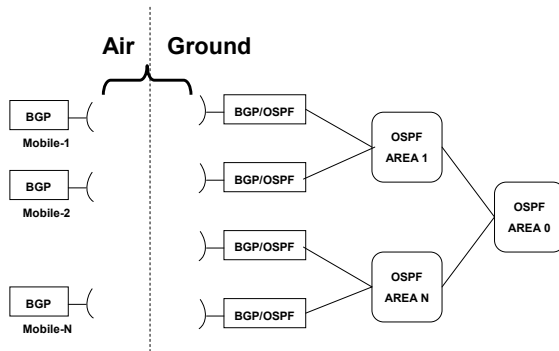 Air Ground
BGP
Mobile-1
BGP
Mobile-2
BGP
Mobile-N
BGP/OSPF
BGP/OSPF
BGP/OSPF
BGP/OSPF
OSPF
AREA 1
OSPF
AREA N
OSPF
AREA 0